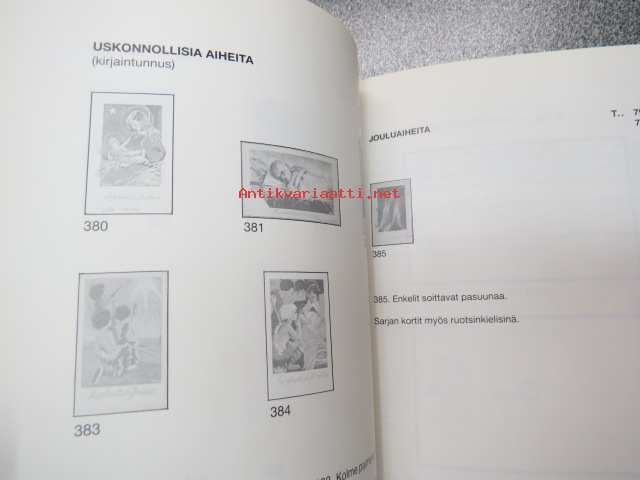 USKONNOLLISIA AIHEITA
(kirjaintunnus)
380
381
383
384
Kolme
JOULUAIHEITA
T..
385
385. Enkelit soittavat pasuunaa.
Sarjan kortit myös ruotsinkielisinä.
Antikvariaatti.net